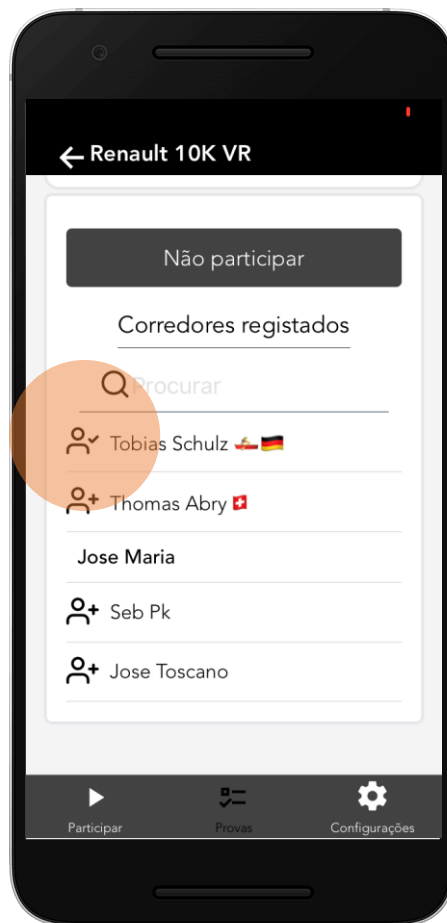 Renault 10K VR
Não participar
Corredores registados
Procurar
Tobias Schulz 🚣🇩🇪
Thomas Abry 🇨🇭
Jose Maria
Seb Pk
Jose Toscano
Participar
Provas
Configurações